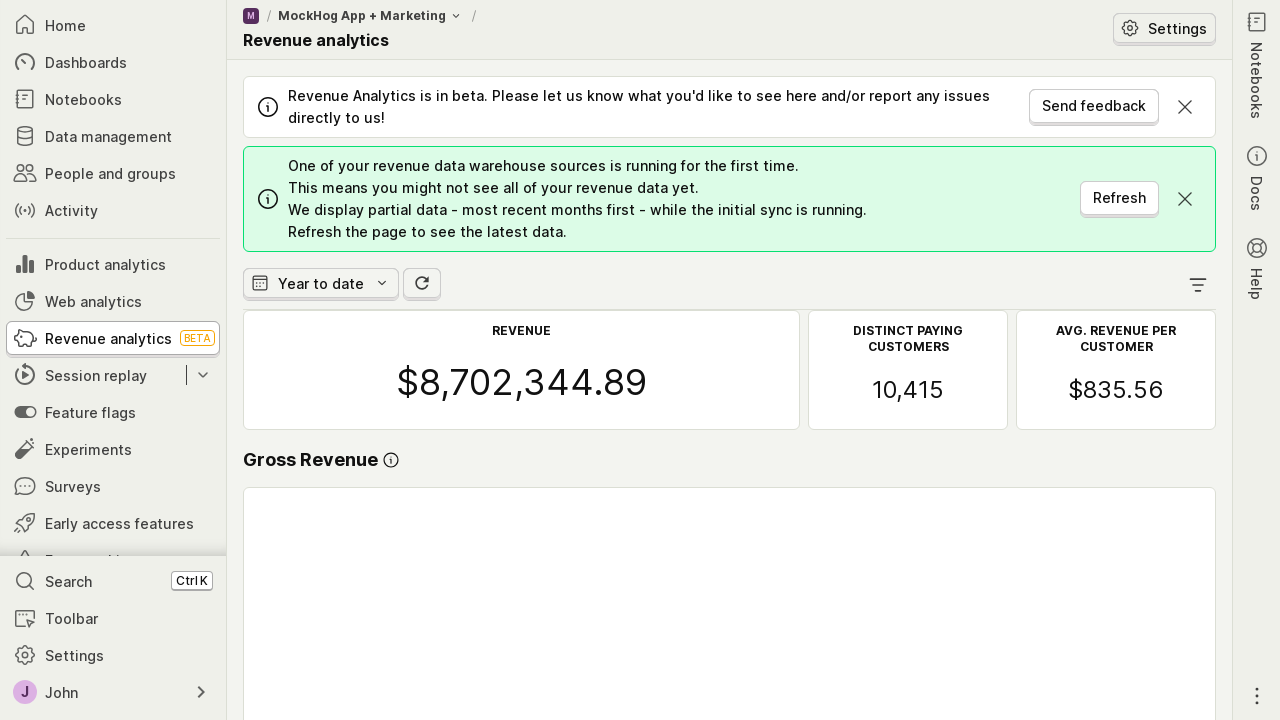 Home
Dashboards
Notebooks
Data management
People and groups
Activity
Product analytics
Web analytics
Revenue analytics BETA
Session replay
Feature flags
Experiments
Surveys
Early access features
Search Ctrl K
Toolbar
Settings
J John
M / MockHog App + Marketing /
Revenue analytics
Settings
Revenue Analytics is in beta. Please let us know what you'd like to see here and/or report any issues
directly to us!
Send feedback
One of your revenue data warehouse sources is running for the first time.
This means you might not see all of your revenue data yet.
We display partial data - most recent months first - while the initial sync is running.
Refresh the page to see the latest data.
Refresh
Year to date
REVENUE
$8,702,344.89
DISTINCT PAYING
CUSTOMERS
10,415
AVG. REVENUE PER
CUSTOMER
$835.56
Gross Revenue
Notebooks
Docs
Help